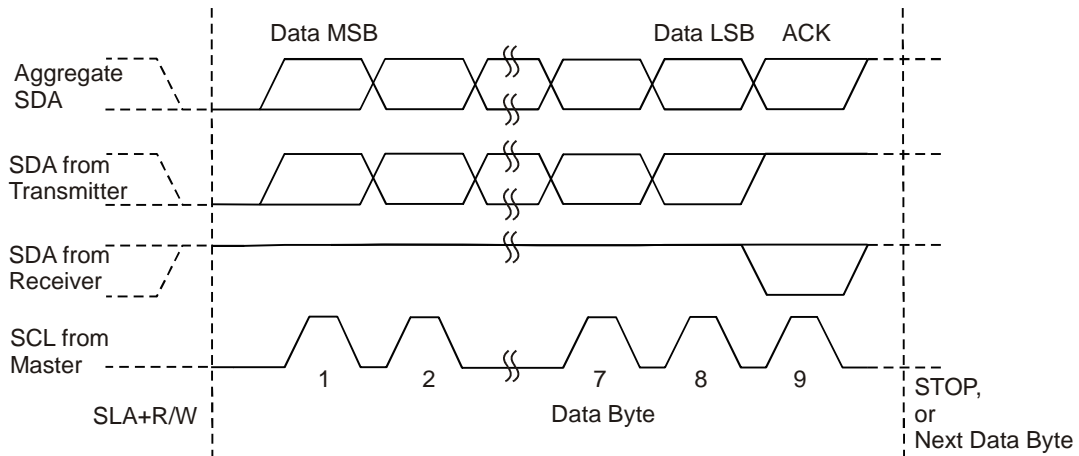 Data MSB
Data LSB
ACK
Aggregate
SDA
SDA from
Transmitter
SDA from
Receiver
SCL from
Master
1
2
7
8
9
SLA+R/W
Data Byte
STOP,
or
Next Data Byte